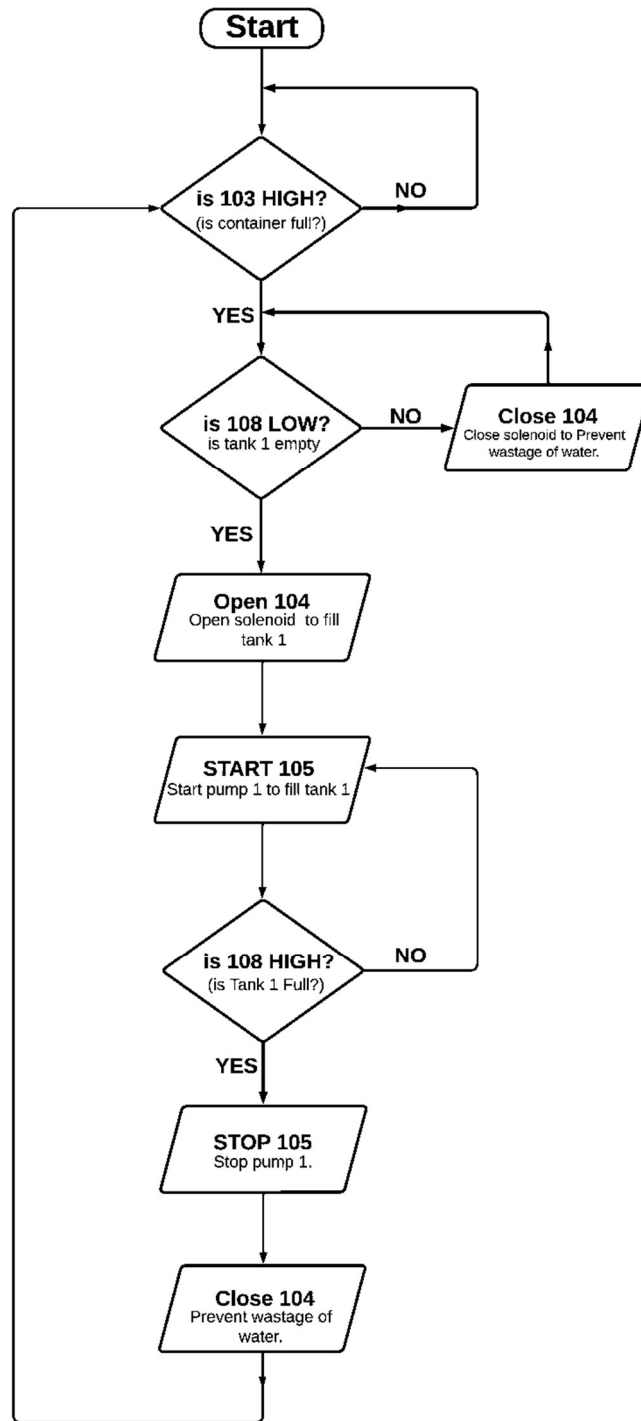 Start
is 103 HIGH?
(is container full?)
NO
YES
is 108 LOW?
is tank 1 empty
NO
Close 104
Close solenoid to Prevent
wastage of water.
YES
Open 104
Open solenoid to fill
tank 1
START 105
Start pump 1 to fill tank 1
is 108 HIGH?
(is Tank 1 Full?)
NO
YES
STOP 105
Stop pump 1.
Close 104
Prevent wastage of
water.